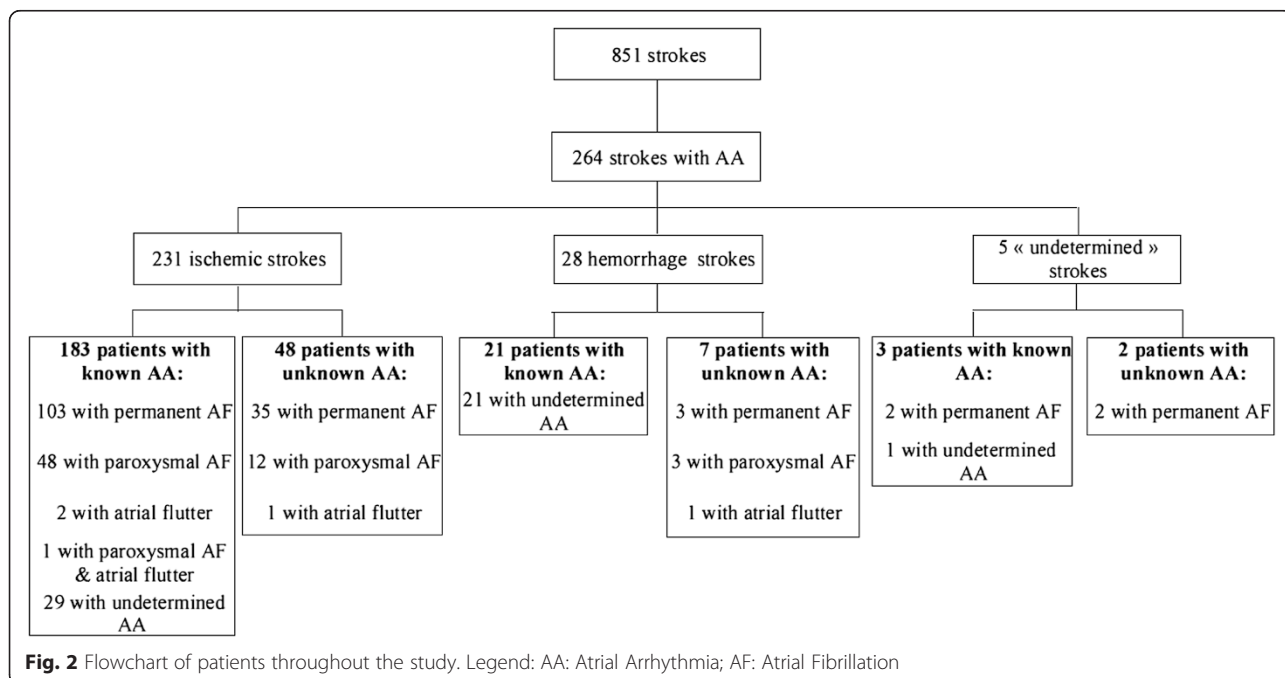 851 strokes
264 strokes with AA
231 ischemic strokes
28 hemorrhage strokes
5 « undetermined »
strokes
183 patients with
known AA:
103 with permanent AF
48 with paroxysmal AF
2 with atrial flutter
1 with paroxysmal AF
& atrial flutter
29 with undetermined
AA
48 patients with
unknown AA:
35 with permanent AF
12 with paroxysmal AF
1 with atrial flutter
21 patients with
known AA:
21 with undetermined
AA
7 patients with
unknown AA:
3 with permanent AF
3 with paroxysmal AF
1 with atrial flutter
3 patients with known
AA:
2 with permanent AF
1 with undetermined
AA
2 patients with
unknown AA:
2 with permanent AF
Fig. 2 Flowchart of patients throughout the study. Legend: AA: Atrial Arrhythmia; AF: Atrial Fibrillation